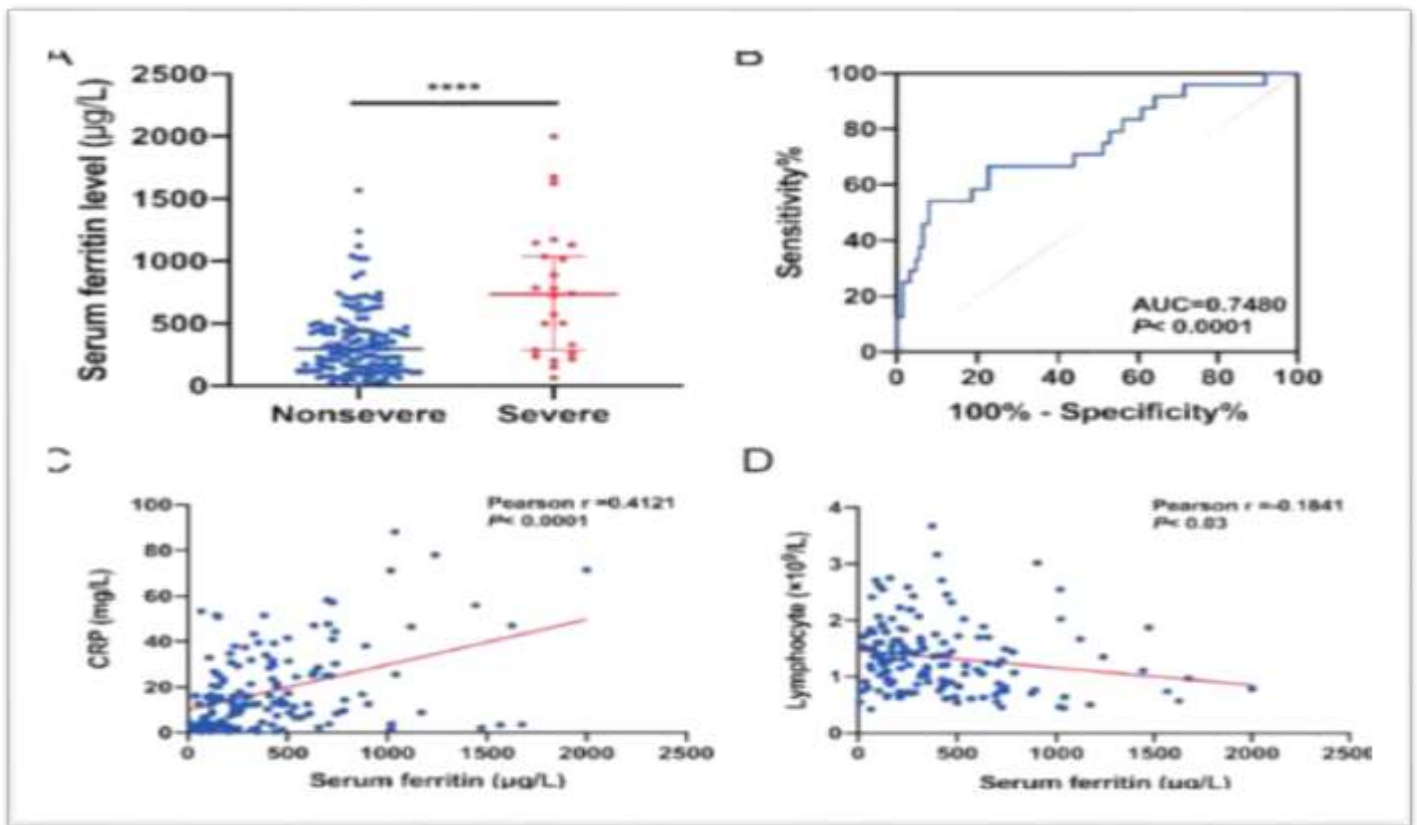 2500
2000
1500
1000
500
0
Serum ferritin level (µg/L)
****
Nonsevere Severe
100
80
60
40
20
0
Sensitivity%
AUC=0.7480
P< 0.0001
0 20 40 60 80 100
100% - Specificity%
100
80
60
40
20
0
CRP (mg/L)
Pearson r =0.4121
P< 0.0001
0 500 1000 1500 2000 2500
Serum ferritin (µg/L)
D
4
3
2
1
0
Lymphocyte (×10⁹/L)
Pearson r =-0.1841
P< 0.03
0 500 1000 1500 2000
Serum ferritin (µg/L)